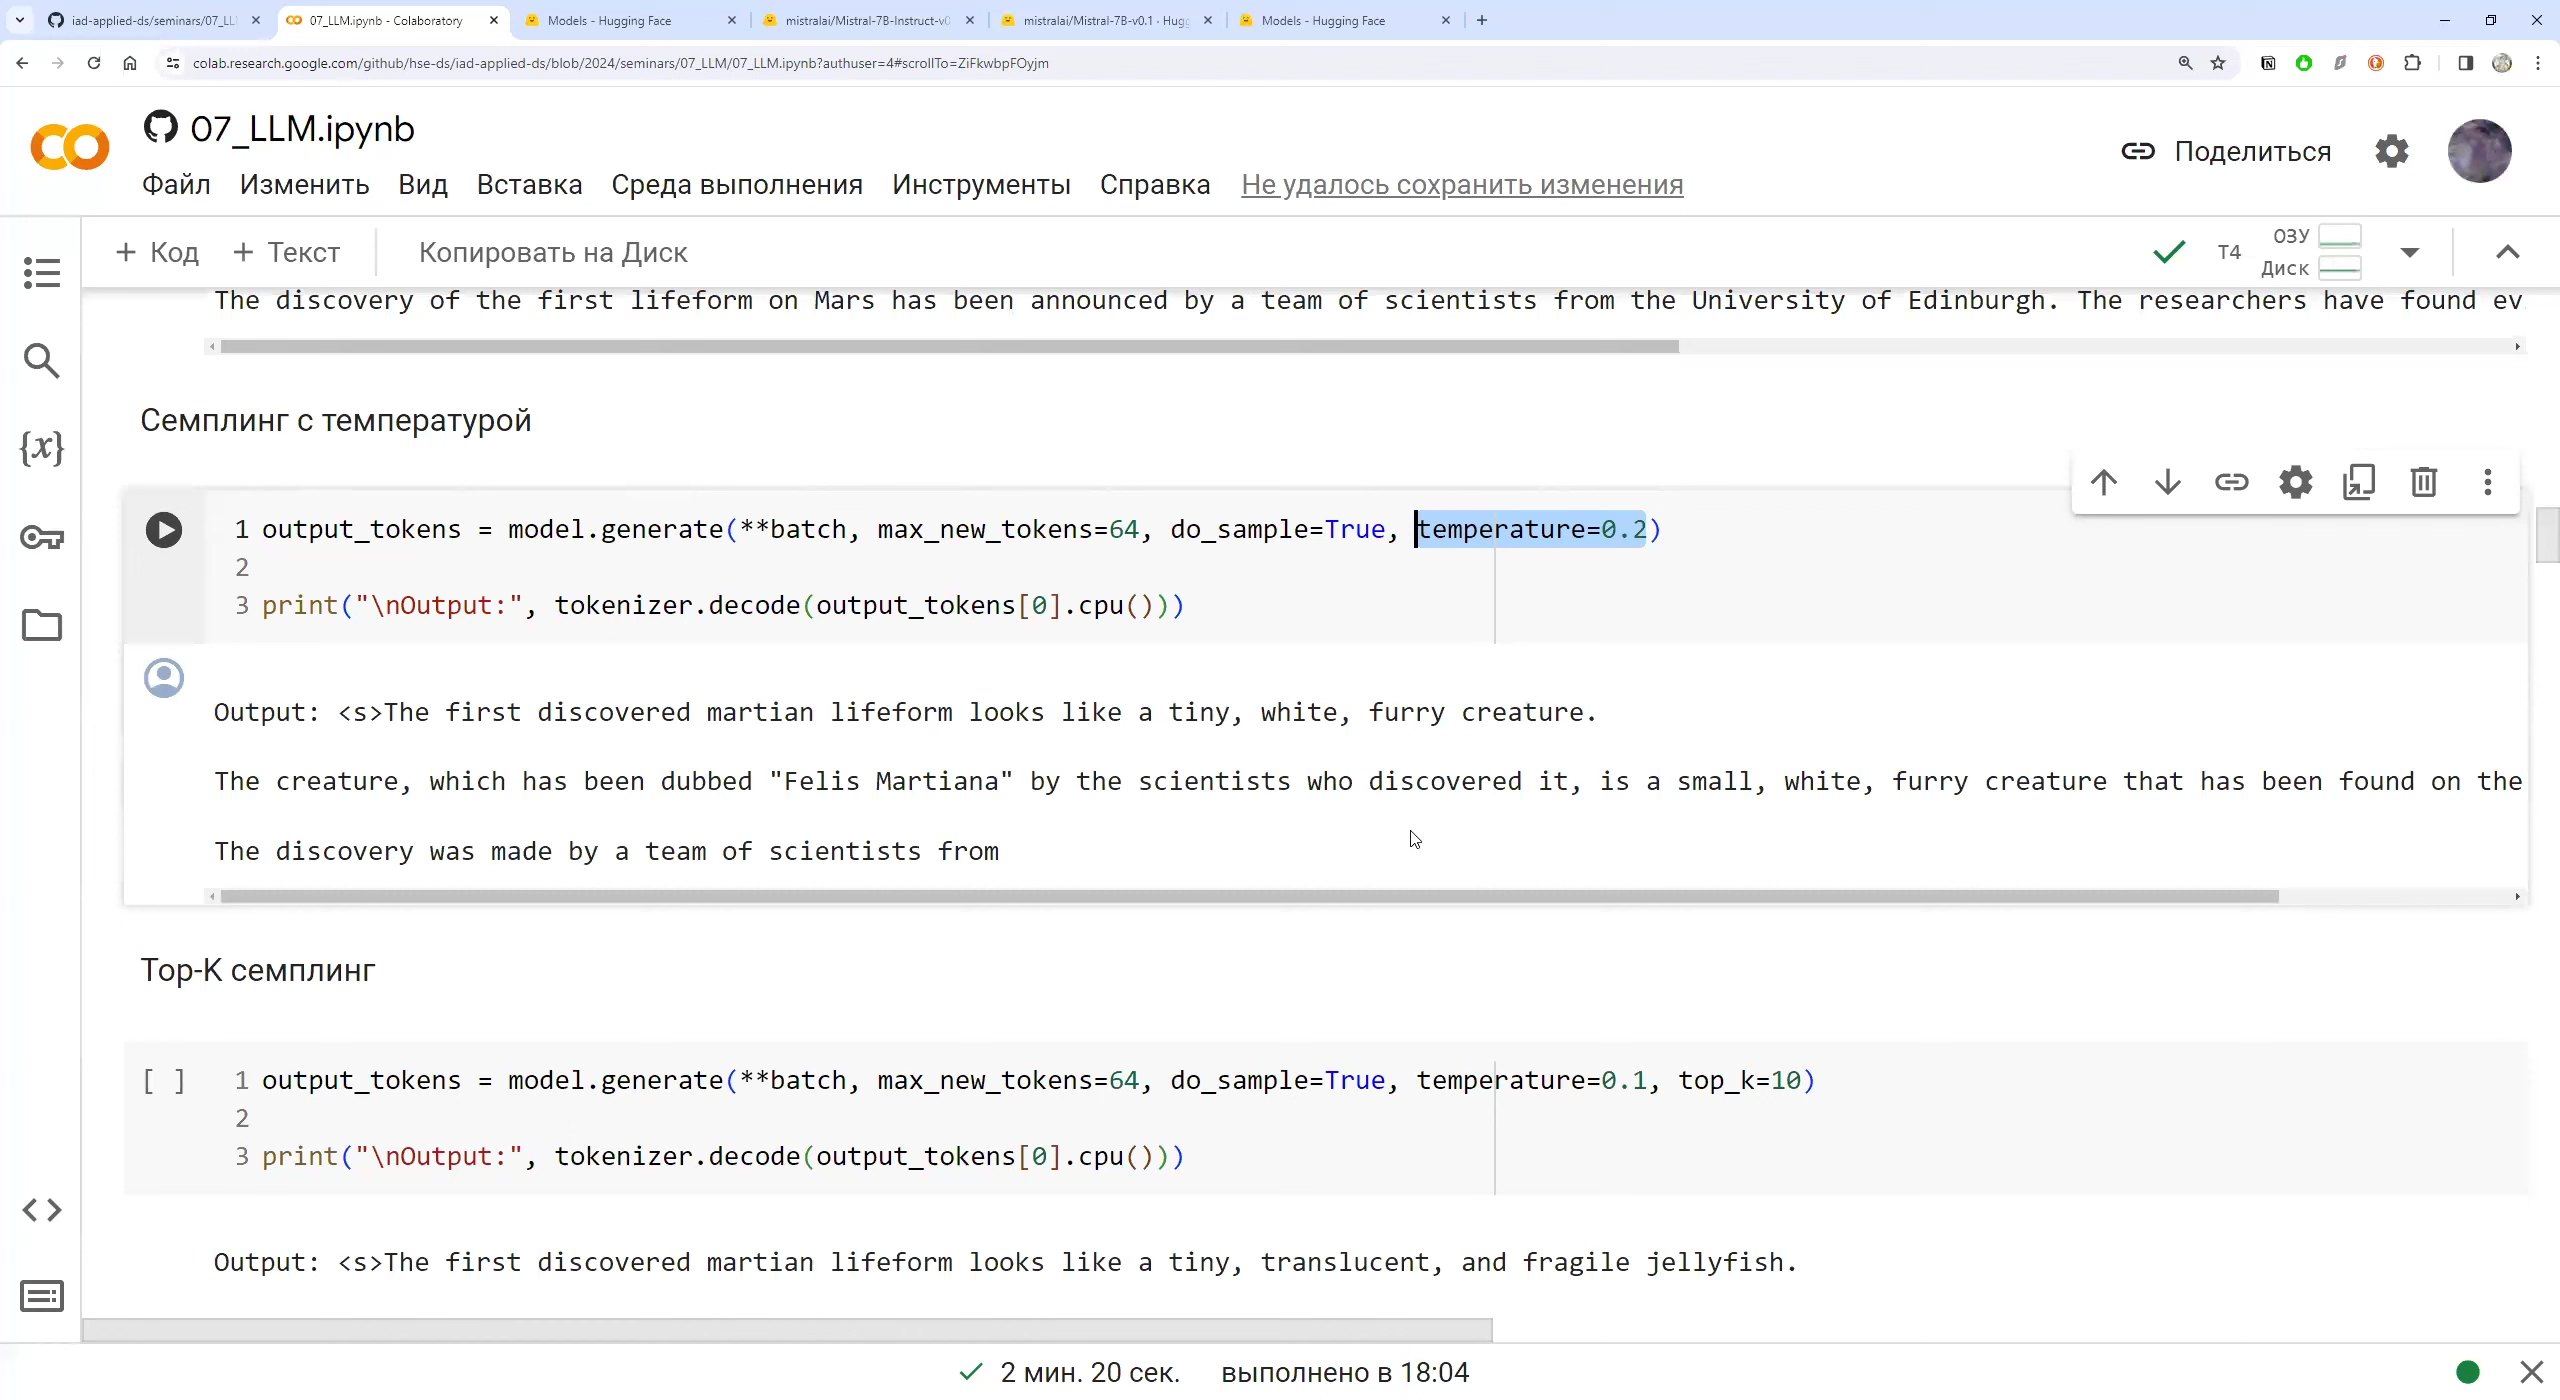 iad-applied-ds/seminars/07_LL
07_LLM.ipynb - Colaboratory
Models - Hugging Face
mistralai/Mistral-7B-Instruct-v0
mistralai/Mistral-7B-v0.1 · Hugg
Models - Hugging Face
colab.research.google.com/github/hse-ds/iad-applied-ds/blob/2024/seminars/07_LLM/07_LLM.ipynb?authuser=4#scrollTo=ZiFkwbpFOyjm
07_LLM.ipynb
Поделиться
Файл Изменить Вид Вставка Среда выполнения Инструменты Справка Не удалось сохранить изменения
+ Код + Текст Копировать на Диск
T4
ОЗУ
Диск
The discovery of the first lifeform on Mars has been announced by a team of scientists from the University of Edinburgh. The researchers have found ev
Семплинг с температурой
1 output_tokens = model.generate(**batch, max_new_tokens=64, do_sample=True, temperature=0.2)
2
3 print("\nOutput:", tokenizer.decode(output_tokens[0].cpu()))
Output: <s>The first discovered martian lifeform looks like a tiny, white, furry creature.
The creature, which has been dubbed "Felis Martiana" by the scientists who discovered it, is a small, white, furry creature that has been found on the
The discovery was made by a team of scientists from
Top-K семплинг
[ ] 1 output_tokens = model.generate(**batch, max_new_tokens=64, do_sample=True, temperature=0.1, top_k=10)
2
3 print("\nOutput:", tokenizer.decode(output_tokens[0].cpu()))
Output: <s>The first discovered martian lifeform looks like a tiny, translucent, and fragile jellyfish.
2 мин. 20 сек. выполнено в 18:04